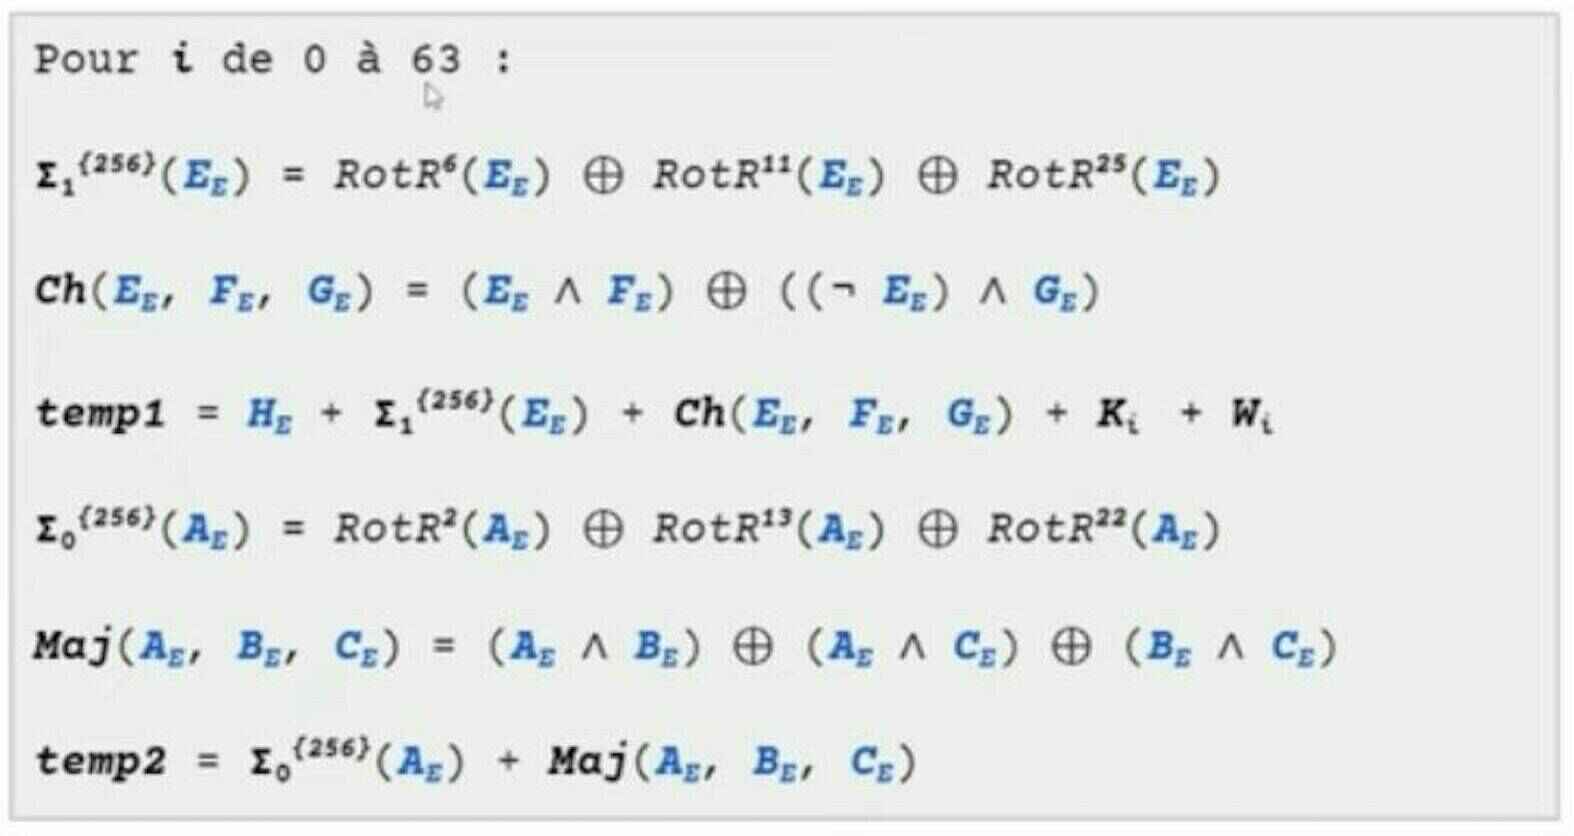 Pour i de 0 à 63 :
Σ₁^{256}(E_E) = RotR⁶(E_E) ⊕ RotR¹¹(E_E) ⊕ RotR²⁵(E_E)
Ch(E_E, F_E, G_E) = (E_E ∧ F_E) ⊕ ((¬ E_E) ∧ G_E)
temp1 = H_E + Σ₁^{256}(E_E) + Ch(E_E, F_E, G_E) + K_i + W_i
Σ₀^{256}(A_E) = RotR²(A_E) ⊕ RotR¹³(A_E) ⊕ RotR²²(A_E)
Maj(A_E, B_E, C_E) = (A_E ∧ B_E) ⊕ (A_E ∧ C_E) ⊕ (B_E ∧ C_E)
temp2 = Σ₀^{256}(A_E) + Maj(A_E, B_E, C_E)